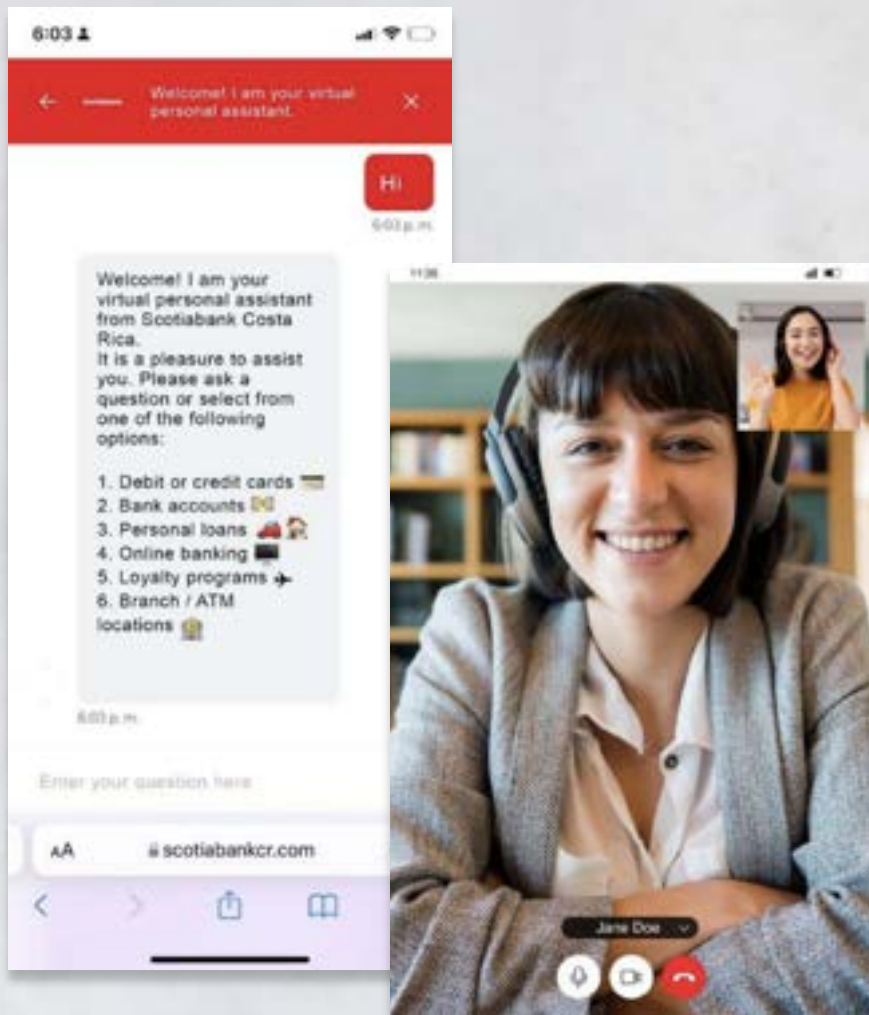 6:03
Welcome! I am your virtual
personal assistant.
Hi
6:03 p. m.
Welcome! I am your
virtual personal assistant
from Scotiabank Costa
Rica.
It is a pleasure to assist
you. Please ask a
question or select from
one of the following
options:
1. Debit or credit cards
2. Bank accounts
3. Personal loans
4. Online banking
5. Loyalty programs
6. Branch / ATM
locations
6:03 p. m.
Enter your question here
AA scotiabankcr.com
Jane Doe